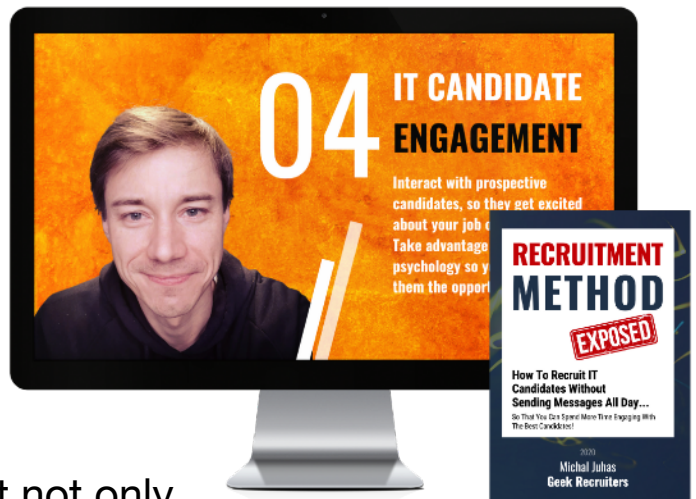 04
IT CANDIDATE
ENGAGEMENT
Interact with prospective
candidates, so they get excited
about your job
Take advantage
psychology so
them the
RECRUITMENT
METHOD
EXPOSED
How To Recruit IT
Candidates Without
Sending Messages All Day...
So That You Can Spend More Time Engaging With
The Best Candidates!
2020
Michal Juhas
Geek Recruiters
not only